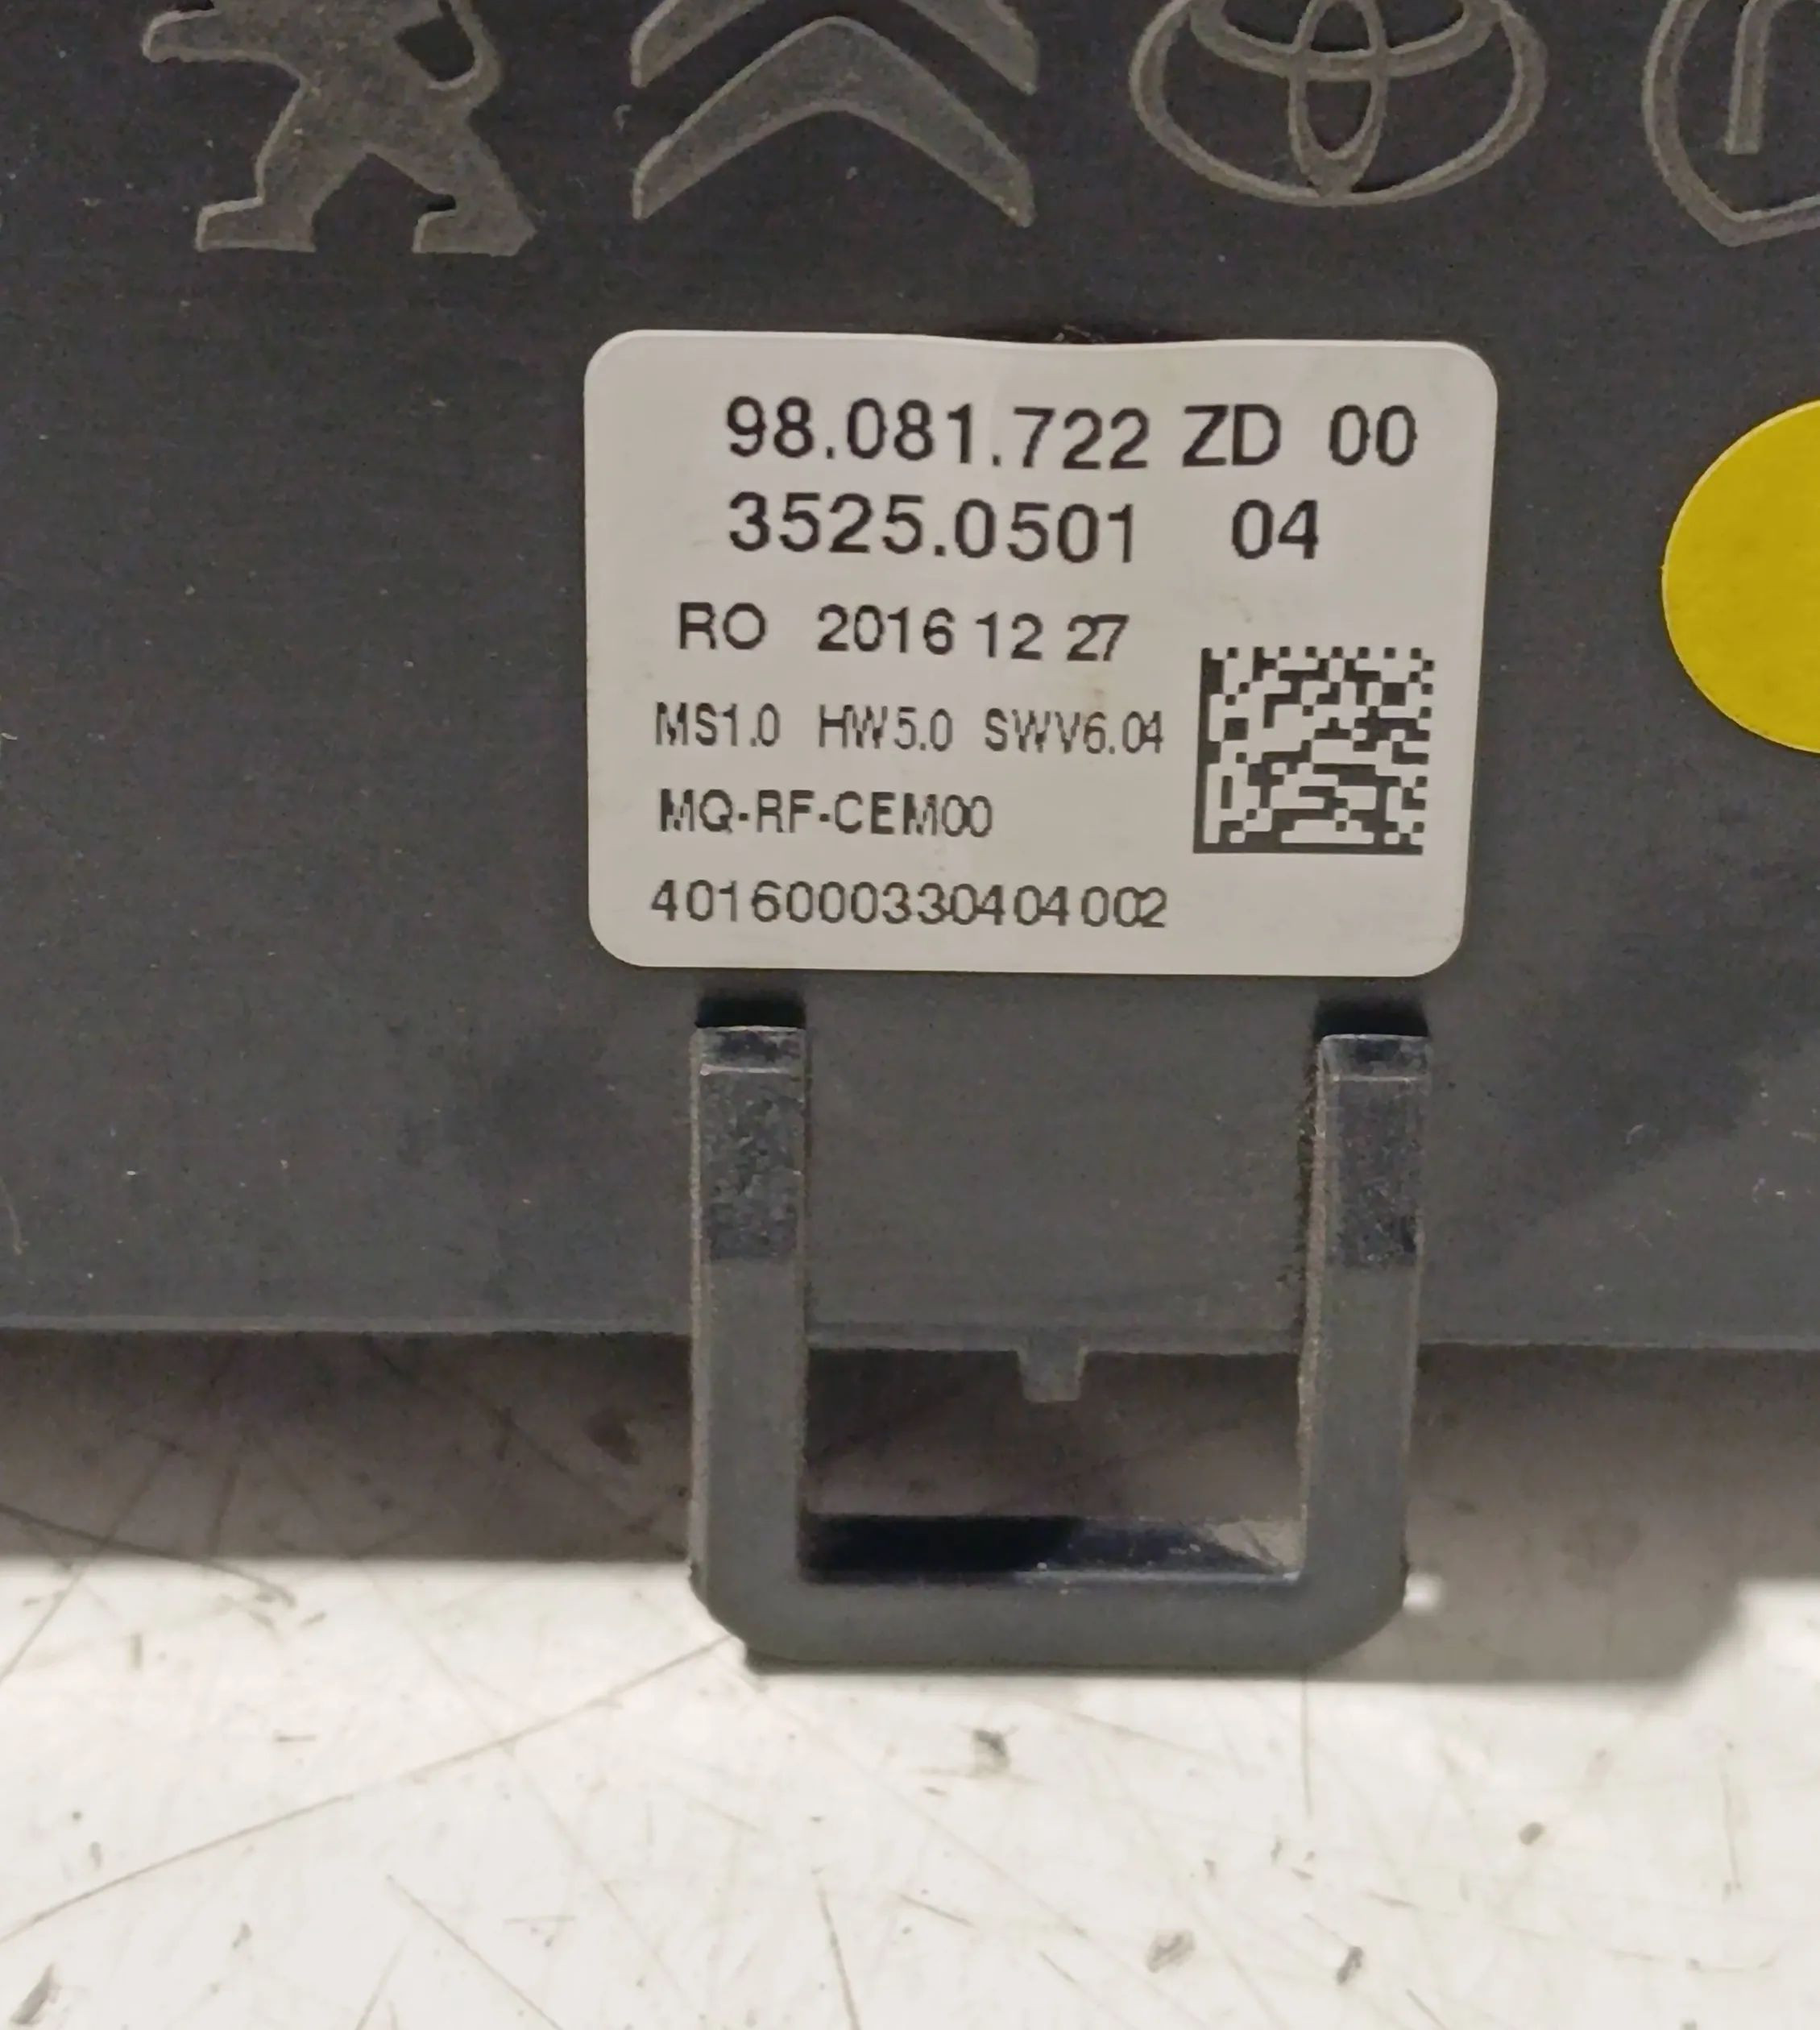 98.081.722 ZD 00
3525.0501 04
RO 2016 12 27
MS1.0 HW5.0 SWV6.04
MQ-RF-CEM00
4016000330404002